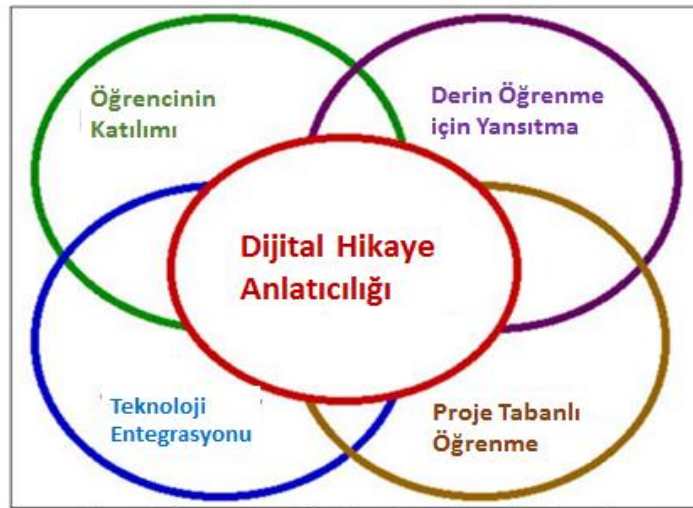 Öğrencinin
Katılımı
Derin Öğrenme
için Yansıtma
Dijital Hikaye
Anlatıcılığı
Teknoloji
Entegrasyonu
Proje Tabanlı
Öğrenme